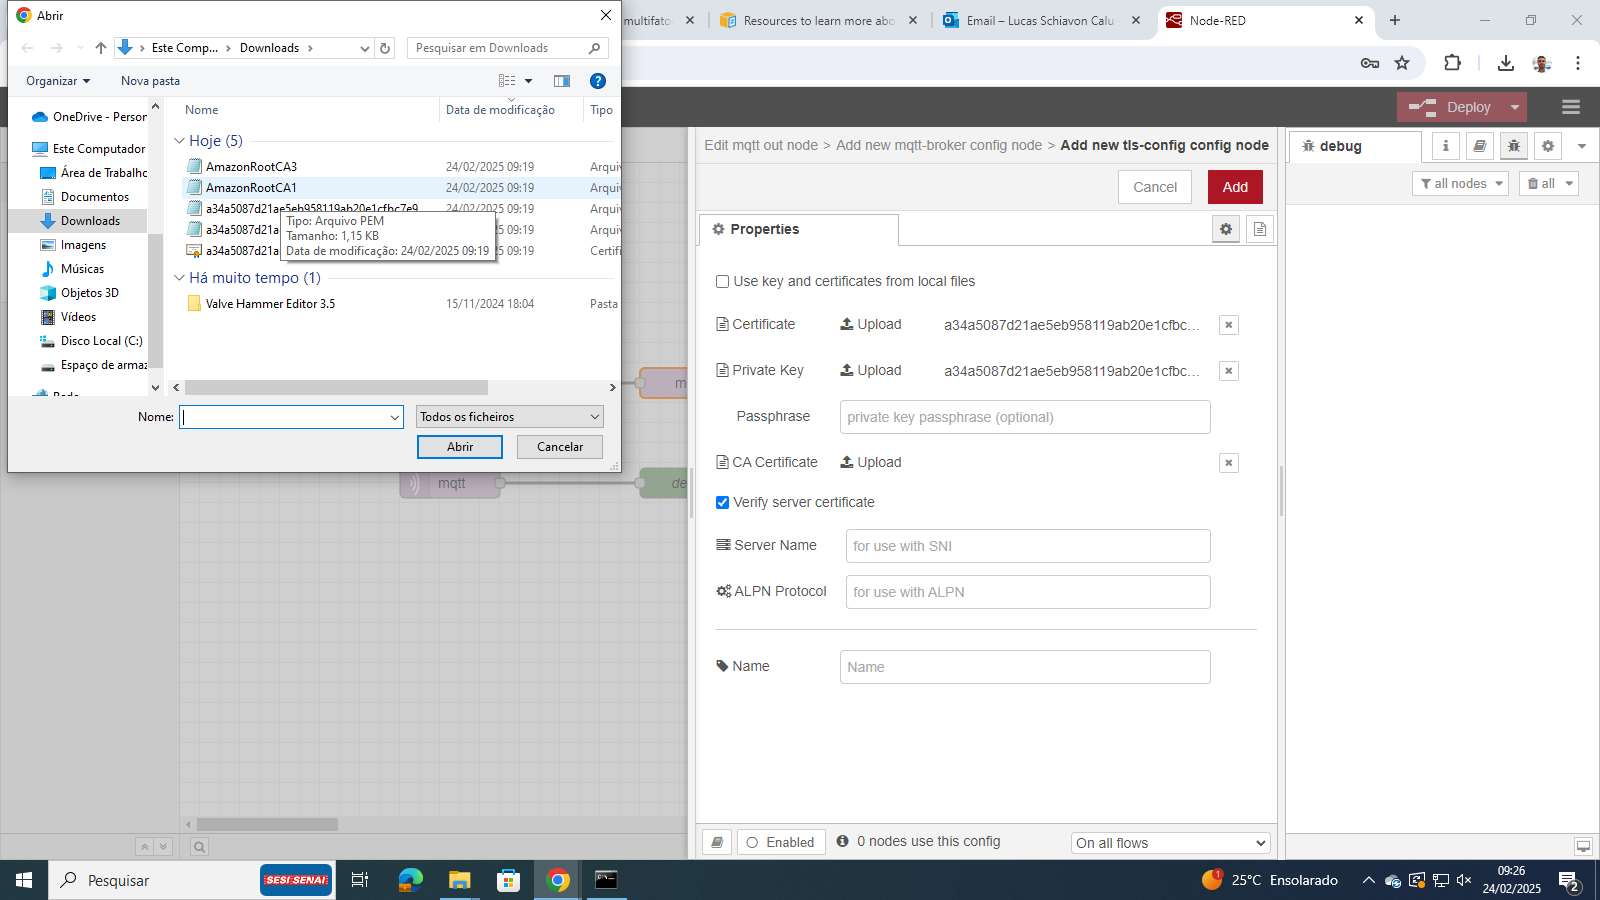 Abrir
multifato
Resources to learn more abo
Email – Lucas Schiavon Calu
Node-RED
Este Comp...
Downloads
Pesquisar em Downloads
Organizar
Nova pasta
Deploy
Nome
Data de modificação
Tipo
OneDrive - Person
Este Computador
Área de Trabalho
Documentos
Downloads
Imagens
Músicas
Objetos 3D
Vídeos
Disco Local (C:)
Espaço de armaz
Rede
Hoje (5)
AmazonRootCA3 24/02/2025 09:19 Arqui
AmazonRootCA1 24/02/2025 09:19 Arqui
a34a5087d21ae5eb958119ab20e1cfbc7e9... 24/02/2025 09:19 Arqui
a34a5087d21a 5 09:19 Arqui
a34a5087d21a 5 09:19 Certifi
Tipo: Arquivo PEM
Tamanho: 1,15 KB
Data de modificação: 24/02/2025 09:19
Há muito tempo (1)
Valve Hammer Editor 3.5 15/11/2024 18:04 Pasta
Nome:
Todos os ficheiros
Abrir
Cancelar
m
mqtt
de
Edit mqtt out node > Add new mqtt-broker config node > Add new tls-config config node
Cancel
Add
Properties
Use key and certificates from local files
Certificate Upload a34a5087d21ae5eb958119ab20e1cfbc...
Private Key Upload a34a5087d21ae5eb958119ab20e1cfbc...
Passphrase private key passphrase (optional)
CA Certificate Upload
Verify server certificate
Server Name for use with SNI
ALPN Protocol for use with ALPN
Name Name
Enabled
0 nodes use this config
On all flows
debug
all nodes
all
Pesquisar
SESI SENAI
1
25°C Ensolarado
09:26
24/02/2025
2